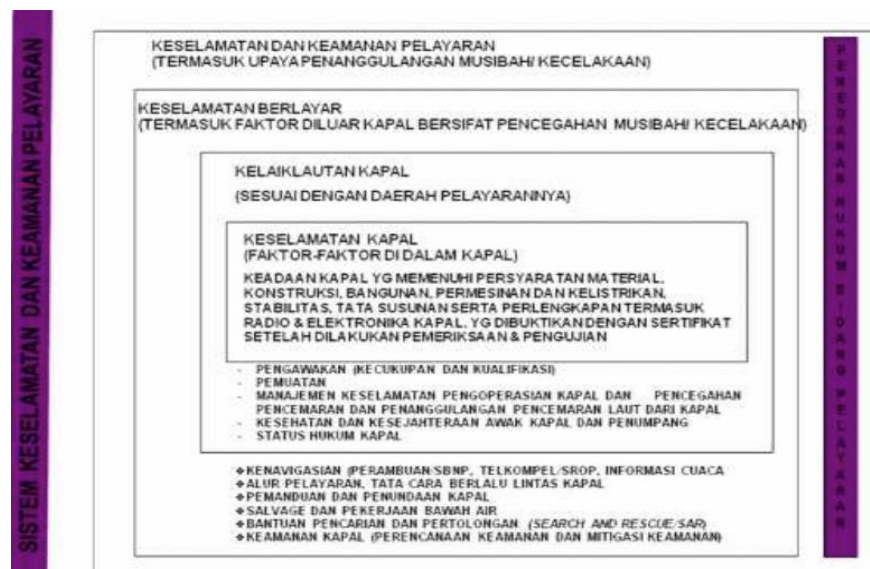 SISTEM KESELAMATAN DAN KEAMANAN PELAYARAN
KESELAMATAN DAN KEAMANAN PELAYARAN
(TERMASUK UPAYA PENANGGULANGAN MUSIBAH/ KECELAKAAN)
KESELAMATAN BERLAYAR
(TERMASUK FAKTOR DILUAR KAPAL BERSIFAT PENCEGAHAN MUSIBAH/ KECELAKAAN)
KELAIKLAUTAN KAPAL
(SESUAI DENGAN DAERAH PELAYARANNYA)
KESELAMATAN KAPAL
(FAKTOR-FAKTOR DI DALAM KAPAL)
KEADAAN KAPAL YG MEMENUHI PERSYARATAN MATERIAL,
KONSTRUKSI, BANGUNAN, PERMESINAN DAN KELISTRIKAN,
STABILITAS, TATA SUSUNAN SERTA PERLENGKAPAN TERMASUK
RADIO & ELEKTRONIKA KAPAL, YG DIBUKTIKAN DENGAN SERTIFIKAT
SETELAH DILAKUKAN PEMERIKSAAN & PENGUJIAN
- PENGAWAKAN (KECUKUPAN DAN KUALIFIKASI)
- PEMUATAN
- MANAJEMEN KESELAMATAN PENGOPERASIAN KAPAL DAN PENCEGAHAN
PENCEMARAN DAN PENANGGULANGAN PENCEMARAN LAUT DARI KAPAL
- KESEHATAN DAN KESEJAHTERAAN AWAK KAPAL DAN PENUMPANG
- STATUS HUKUM KAPAL
❖KENAVIGASIAN (PERAMBUAN/SBNP, TELKOMPEL/SROP, INFORMASI CUACA
❖ALUR PELAYARAN, TATA CARA BERLALU LINTAS KAPAL
❖PEMANDUAN DAN PENUNDAAN KAPAL
❖SALVAGE DAN PEKERJAAN BAWAH AIR
❖BANTUAN PENCARIAN DAN PERTOLONGAN (SEARCH AND RESCUE/SAR)
❖KEAMANAN KAPAL (PERENCANAAN KEAMANAN DAN MITIGASI KEAMANAN)
PENEGAKAN HUKUM BIDANG PELAYARAN